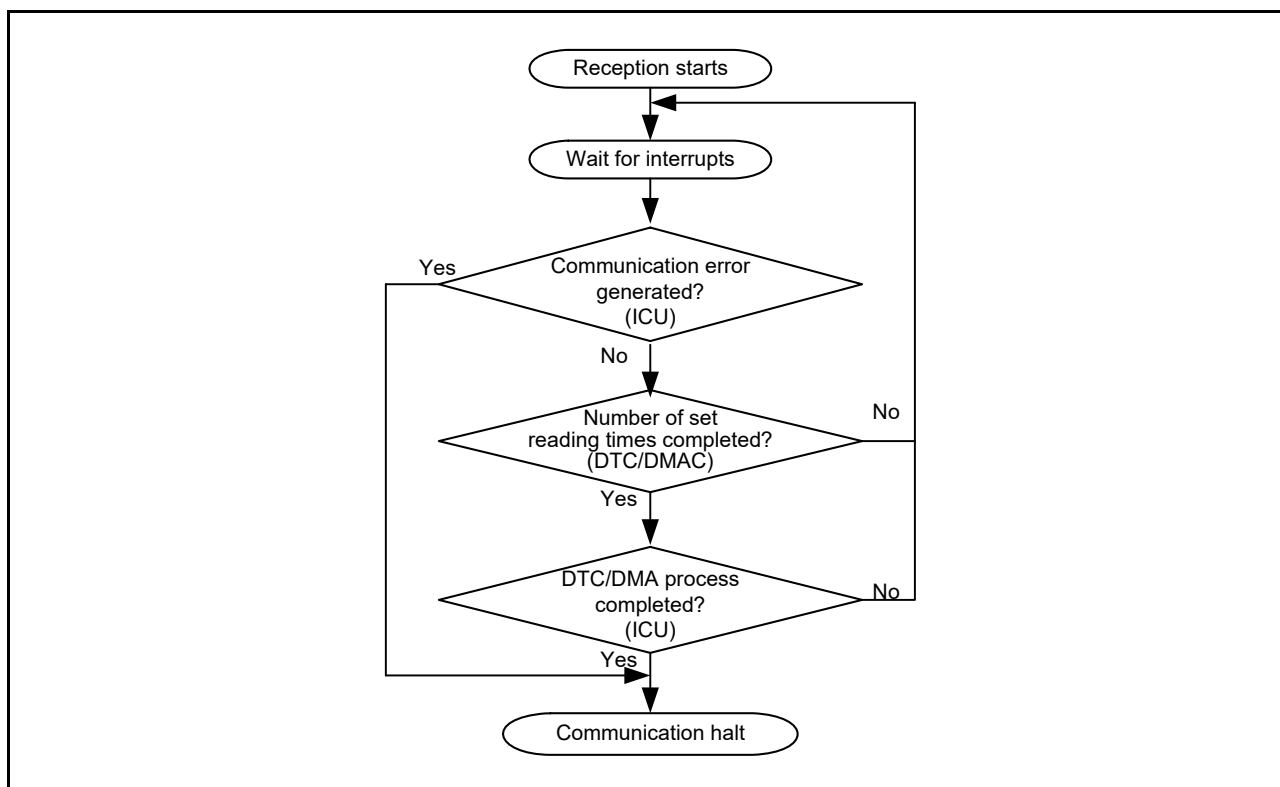 Reception starts
Wait for interrupts
Yes
Communication error
generated?
(ICU)
No
Number of set
reading times completed?
(DTC/DMAC)
No
Yes
DTC/DMA process
completed?
(ICU)
No
Yes
Communication halt